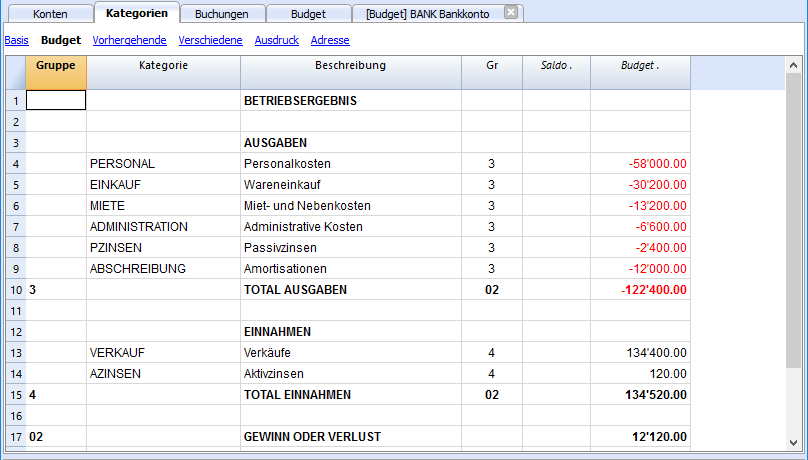 Konten Kategorien Buchungen Budget [Budget] BANK Bankkonto
Basis Budget Vorhergehende Verschiedene Ausdruck Adresse
Gruppe Kategorie Beschreibung Gr Saldo . Budget .
1 BETRIEBSERGEBNIS
2
3 AUSGABEN
4 PERSONAL Personalkosten 3 -58'000.00
5 EINKAUF Wareneinkauf 3 -30'200.00
6 MIETE Miet- und Nebenkosten 3 -13'200.00
7 ADMINISTRATION Administrative Kosten 3 -6'600.00
8 PZINSEN Passivzinsen 3 -2'400.00
9 ABSCHREIBUNG Amortisationen 3 -12'000.00
10 3 TOTAL AUSGABEN 02 -122'400.00
11
12 EINNAHMEN
13 VERKAUF Verkäufe 4 134'400.00
14 AZINSEN Aktivzinsen 4 120.00
15 4 TOTAL EINNAHMEN 02 134'520.00
16
17 02 GEWINN ODER VERLUST 12'120.00